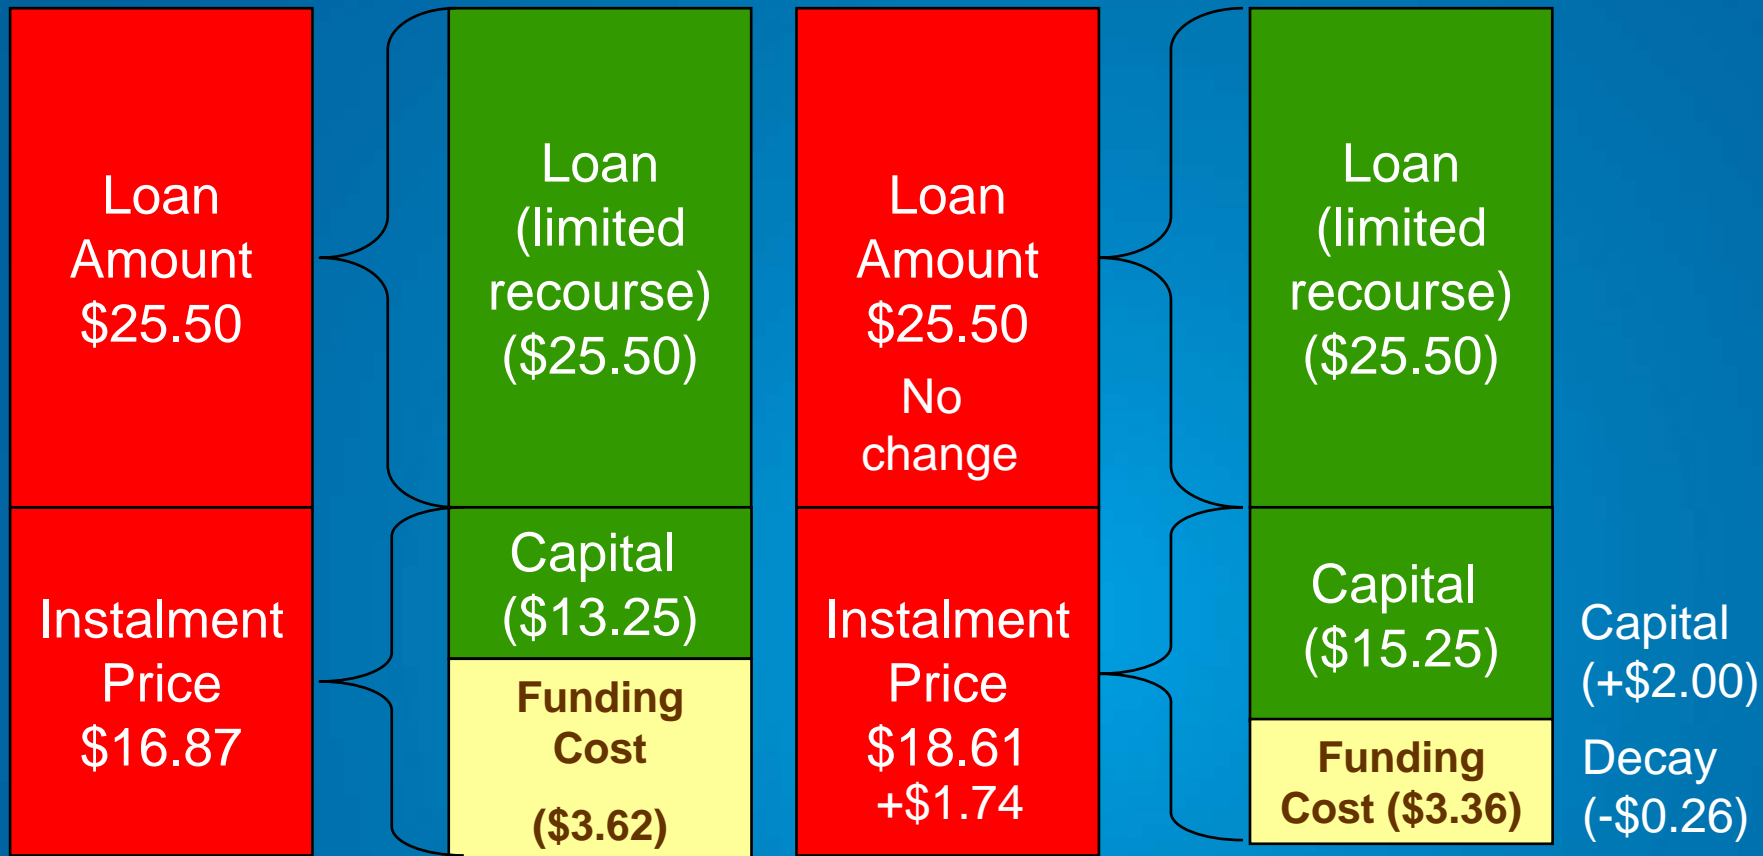 Loan
Amount
$25.50
Instalment
Price
$16.87
Loan
(limited
recourse)
($25.50)
Capital
($13.25)
Funding
Cost
($3.62)
Loan
Amount
$25.50
No
change
Instalment
Price
$18.61
+$1.74
Loan
(limited
recourse)
($25.50)
Capital
($15.25)
Funding
Cost ($3.36)
Capital
(+$2.00)
Decay
(-$0.26)